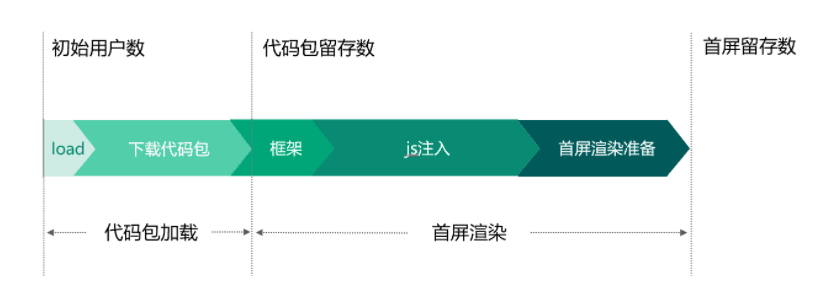 初始用户数
代码包留存数
首屏留存数
load
下载代码包
框架
js注入
首屏渲染准备
代码包加载
首屏渲染